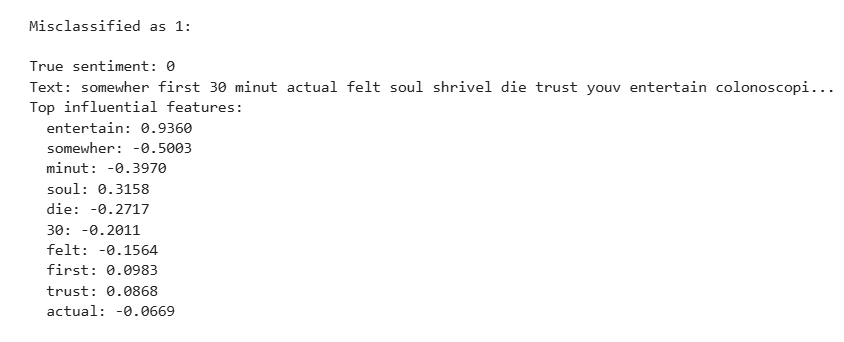 Misclassified as 1:
True sentiment: 0
Text: somewher first 30 minut actual felt soul shrivel die trust youv entertain colonoscopi...
Top influential features:
entertain: 0.9360
somewher: -0.5003
minut: -0.3970
soul: 0.3158
die: -0.2717
30: -0.2011
felt: -0.1564
first: 0.0983
trust: 0.0868
actual: -0.0669